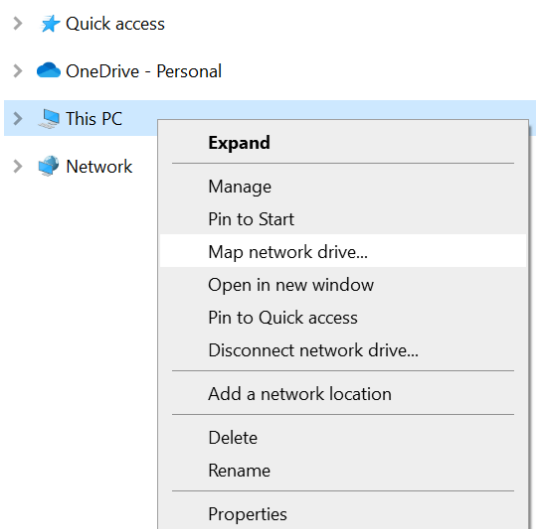 Quick access
OneDrive - Personal
This PC
Network
Expand
Manage
Pin to Start
Map network drive...
Open in new window
Pin to Quick access
Disconnect network drive...
Add a network location
Delete
Rename
Properties